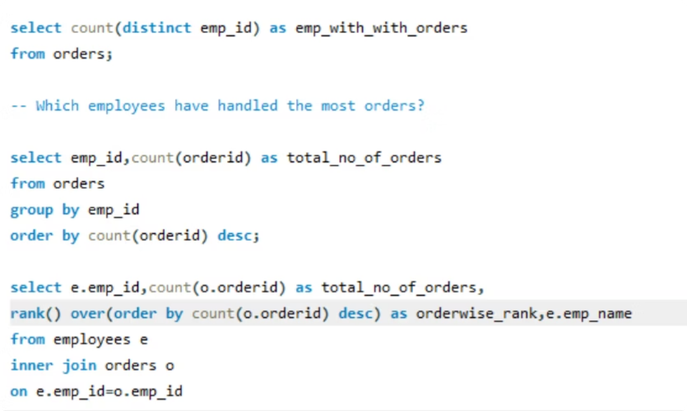 select count(distinct emp_id) as emp_with_with_orders
from orders;
-- Which employees have handled the most orders?
select emp_id,count(orderid) as total_no_of_orders
from orders
group by emp_id
order by count(orderid) desc;
select e.emp_id,count(o.orderid) as total_no_of_orders,
rank() over(order by count(o.orderid) desc) as orderwise_rank,e.emp_name
from employees e
inner join orders o
on e.emp_id=o.emp_id